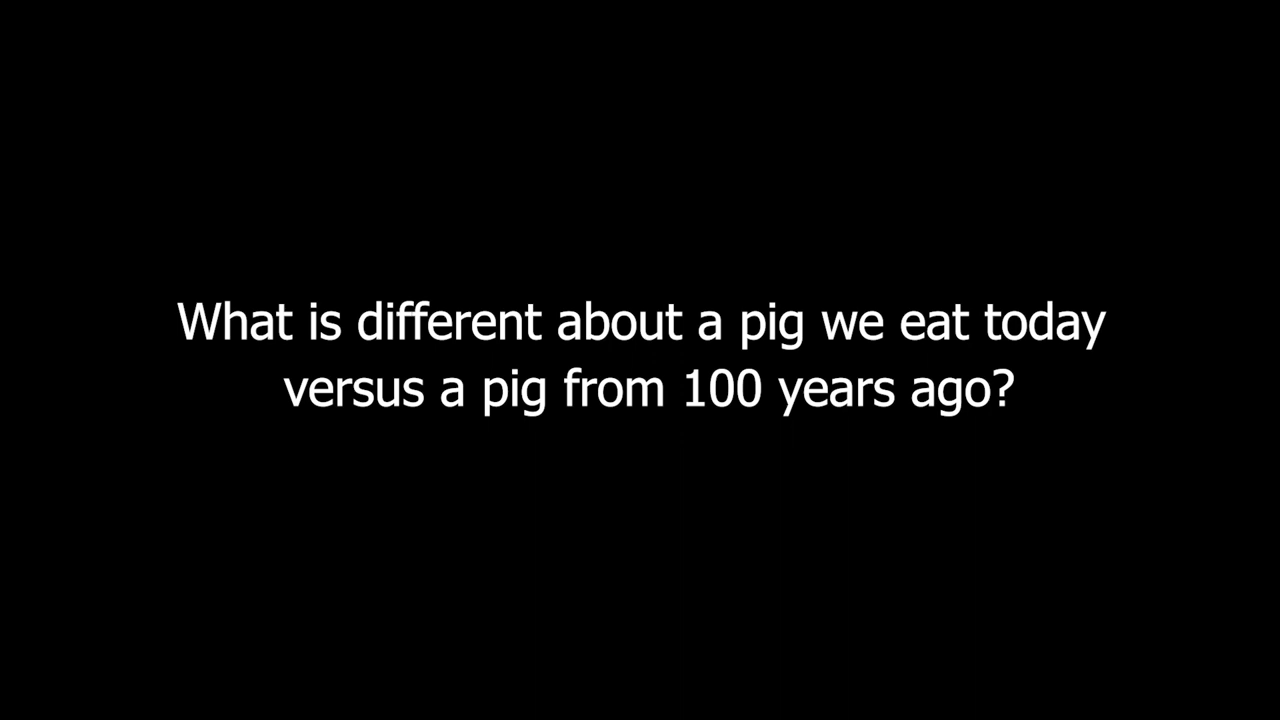 What is different about a pig we eat today
versus a pig from 100 years ago?